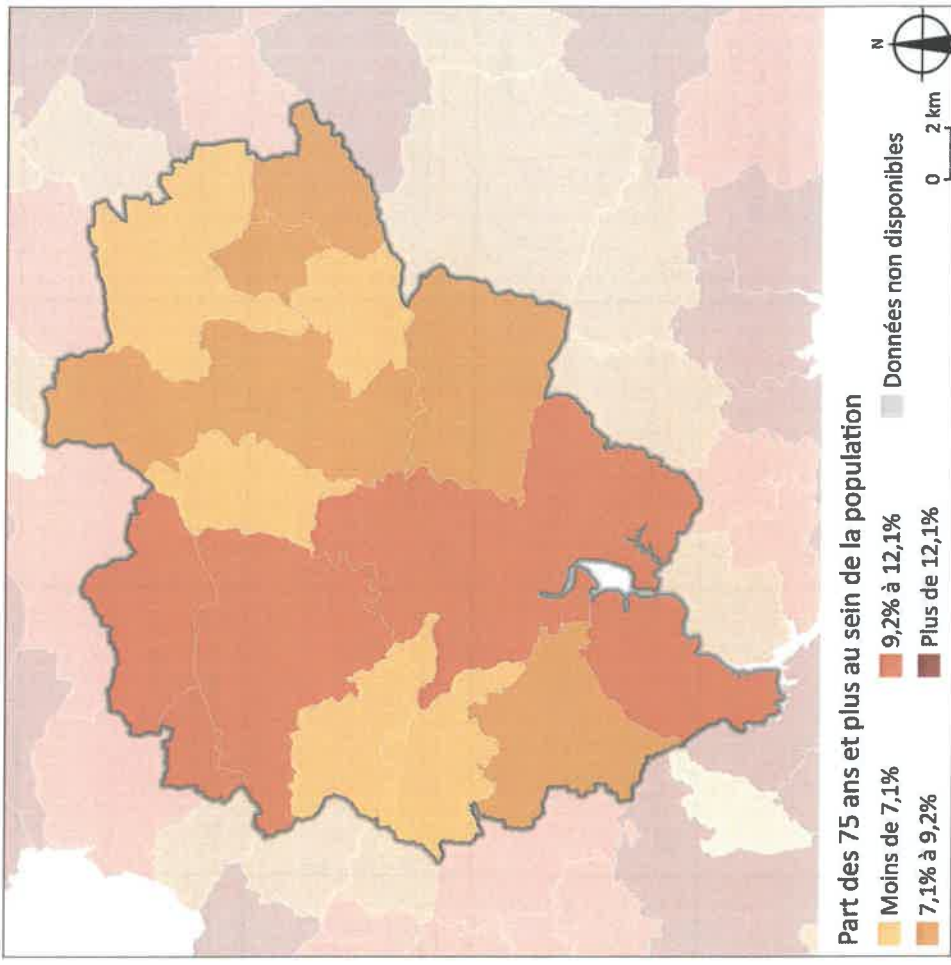 Part des 75 ans et plus au sein de la population
Moins de 7,1%
7,1% à 9,2%
9,2% à 12,1%
Plus de 12,1%
Données non disponibles
N
0 2 km